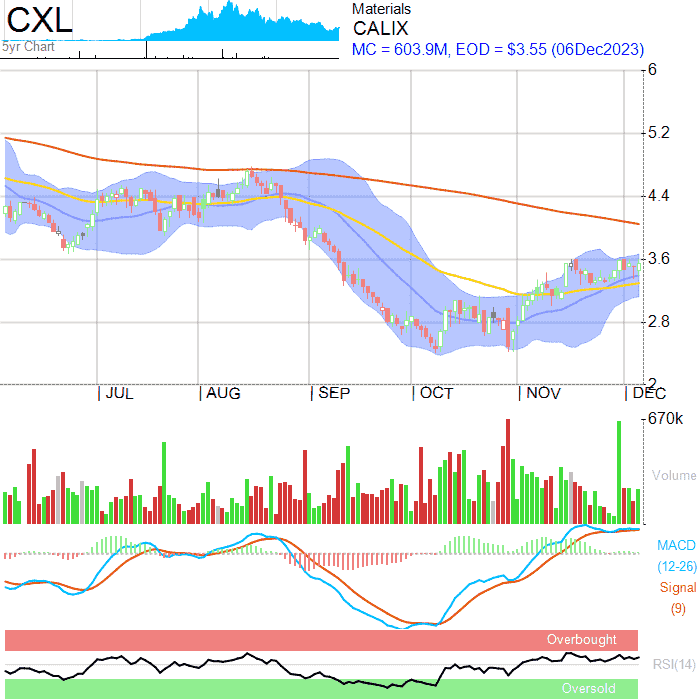 CXL
5yr Chart
Materials
CALIX
MC = 603.9M, EOD = $3.55 (06Dec2023)
6
5.2
4.4
3.6
2.8
2
JUL
AUG
SEP
OCT
NOV
DEC
670k
Volume
MACD
(12-26)
Signal
(9)
Overbought
RSI(14)
Oversold